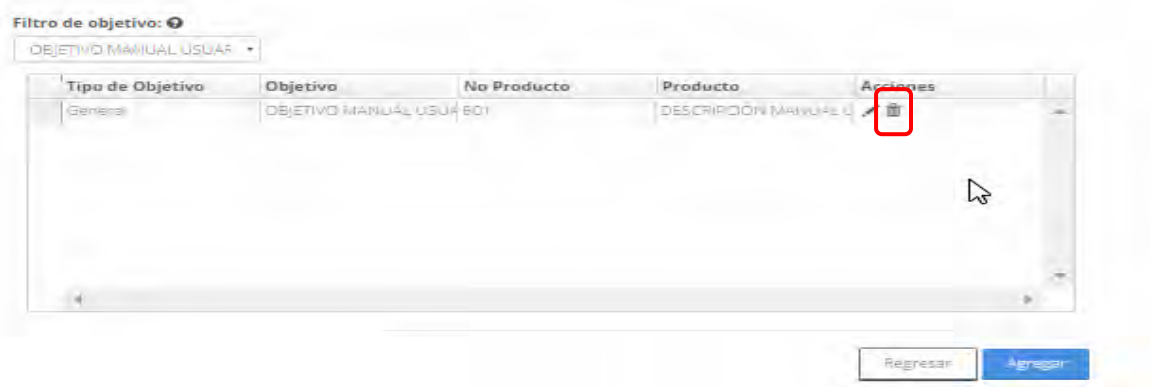 Filtro de objetivo:
OBJETIVO MANUAL USUAR
Tipo de Objetivo Objetivo No Producto Producto Acciones
General OBJETIVO MANUAL USUA 601 DESCRIPCIÓN MANUAL U
Regresar Agregar